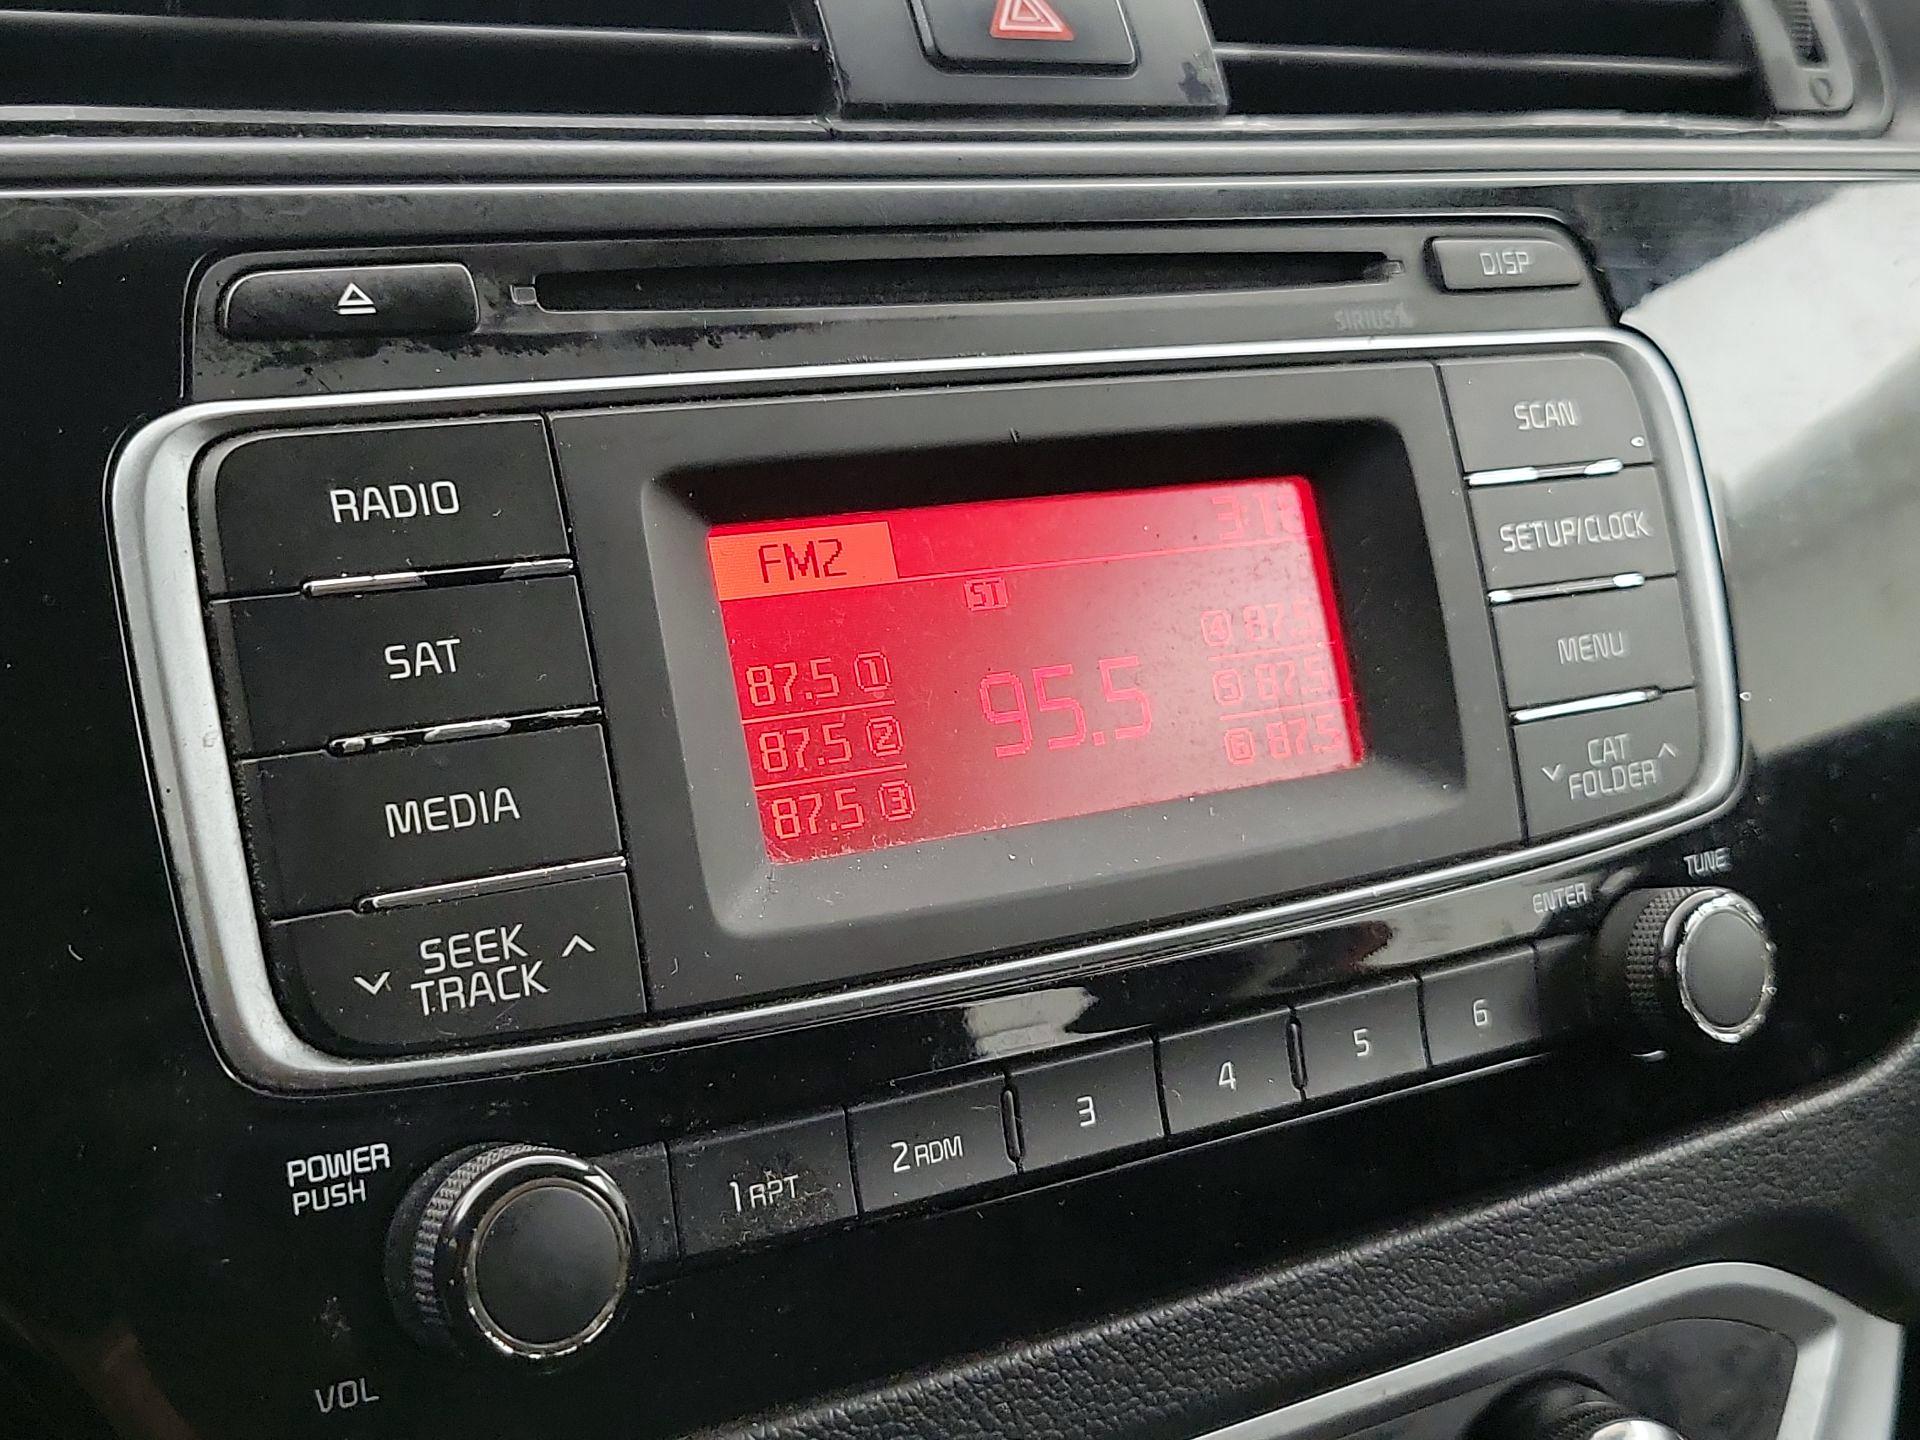 DISP
SIRIUS
RADIO
SAT
MEDIA
SEEK
TRACK
FM2
ST
87.5 1
87.5 2
87.5 3
95.5
4 87.5
5 87.5
6 87.5
SCAN
SETUP/CLOCK
MENU
CAT
FOLDER
TUNE
ENTER
POWER
PUSH
VOL
1 RPT
2 RDM
3
4
5
6